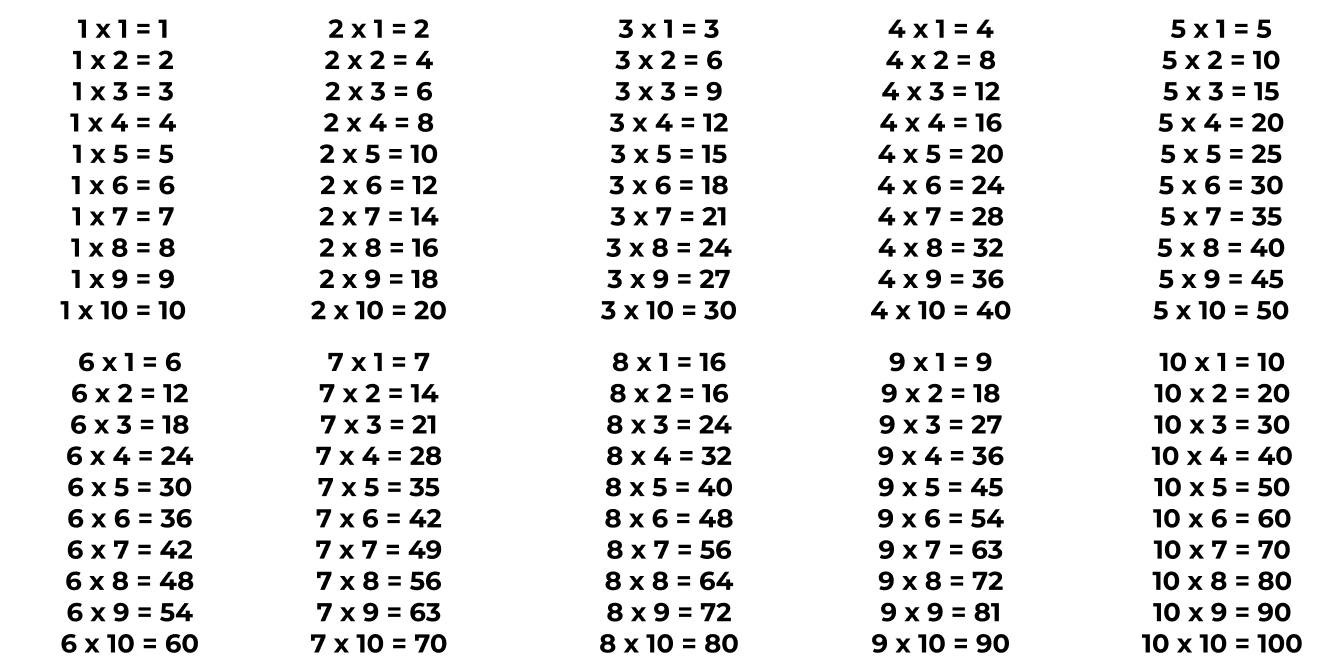 1 x 1 = 1
1 x 2 = 2
1 x 3 = 3
1 x 4 = 4
1 x 5 = 5
1 x 6 = 6
1 x 7 = 7
1 x 8 = 8
1 x 9 = 9
1 x 10 = 10
2 x 1 = 2
2 x 2 = 4
2 x 3 = 6
2 x 4 = 8
2 x 5 = 10
2 x 6 = 12
2 x 7 = 14
2 x 8 = 16
2 x 9 = 18
2 x 10 = 20
3 x 1 = 3
3 x 2 = 6
3 x 3 = 9
3 x 4 = 12
3 x 5 = 15
3 x 6 = 18
3 x 7 = 21
3 x 8 = 24
3 x 9 = 27
3 x 10 = 30
4 x 1 = 4
4 x 2 = 8
4 x 3 = 12
4 x 4 = 16
4 x 5 = 20
4 x 6 = 24
4 x 7 = 28
4 x 8 = 32
4 x 9 = 36
4 x 10 = 40
5 x 1 = 5
5 x 2 = 10
5 x 3 = 15
5 x 4 = 20
5 x 5 = 25
5 x 6 = 30
5 x 7 = 35
5 x 8 = 40
5 x 9 = 45
5 x 10 = 50
6 x 1 = 6
6 x 2 = 12
6 x 3 = 18
6 x 4 = 24
6 x 5 = 30
6 x 6 = 36
6 x 7 = 42
6 x 8 = 48
6 x 9 = 54
6 x 10 = 60
7 x 1 = 7
7 x 2 = 14
7 x 3 = 21
7 x 4 = 28
7 x 5 = 35
7 x 6 = 42
7 x 7 = 49
7 x 8 = 56
7 x 9 = 63
7 x 10 = 70
8 x 1 = 16
8 x 2 = 16
8 x 3 = 24
8 x 4 = 32
8 x 5 = 40
8 x 6 = 48
8 x 7 = 56
8 x 8 = 64
8 x 9 = 72
8 x 10 = 80
9 x 1 = 9
9 x 2 = 18
9 x 3 = 27
9 x 4 = 36
9 x 5 = 45
9 x 6 = 54
9 x 7 = 63
9 x 8 = 72
9 x 9 = 81
9 x 10 = 90
10 x 1 = 10
10 x 2 = 20
10 x 3 = 30
10 x 4 = 40
10 x 5 = 50
10 x 6 = 60
10 x 7 = 70
10 x 8 = 80
10 x 9 = 90
10 x 10 = 100